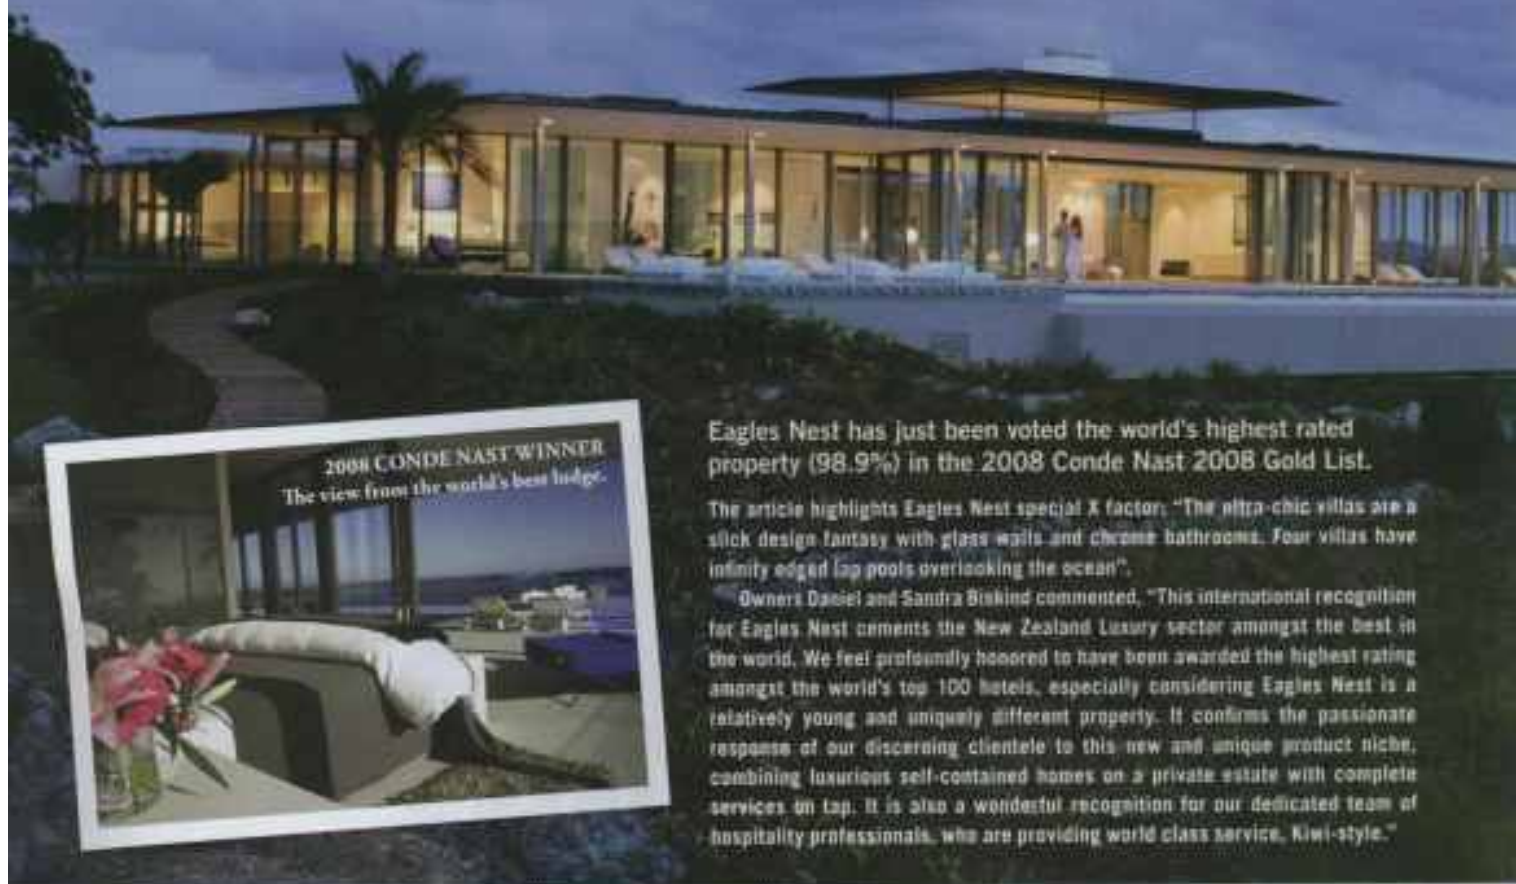 2008 CONDE NAST WINNER
The view from the world's best lodge.
Eagles Nest has just been voted the world's highest rated
property (98.9%) in the 2008 Conde Nast 2008 Gold List.
The article highlights Eagles Nest special X factor: "The ultra-chic villas are a
slick design fantasy with glass walls and chrome bathrooms. Four villas have
infinity edged lap pools overlooking the ocean".
Owners Daniel and Sandra Biskind commented, "This international recognition
for Eagles Nest cements the New Zealand Luxury sector amongst the best in
the world. We feel profoundly honored to have been awarded the highest rating
amongst the world's top 100 hotels, especially considering Eagles Nest is a
relatively young and uniquely different property. It confirms the passionate
response of our discerning clientele to this new and unique product niche,
combining luxurious self-contained homes on a private estate with complete
services on tap. It is also a wonderful recognition for our dedicated team of
hospitality professionals, who are providing world class service, Kiwi-style."